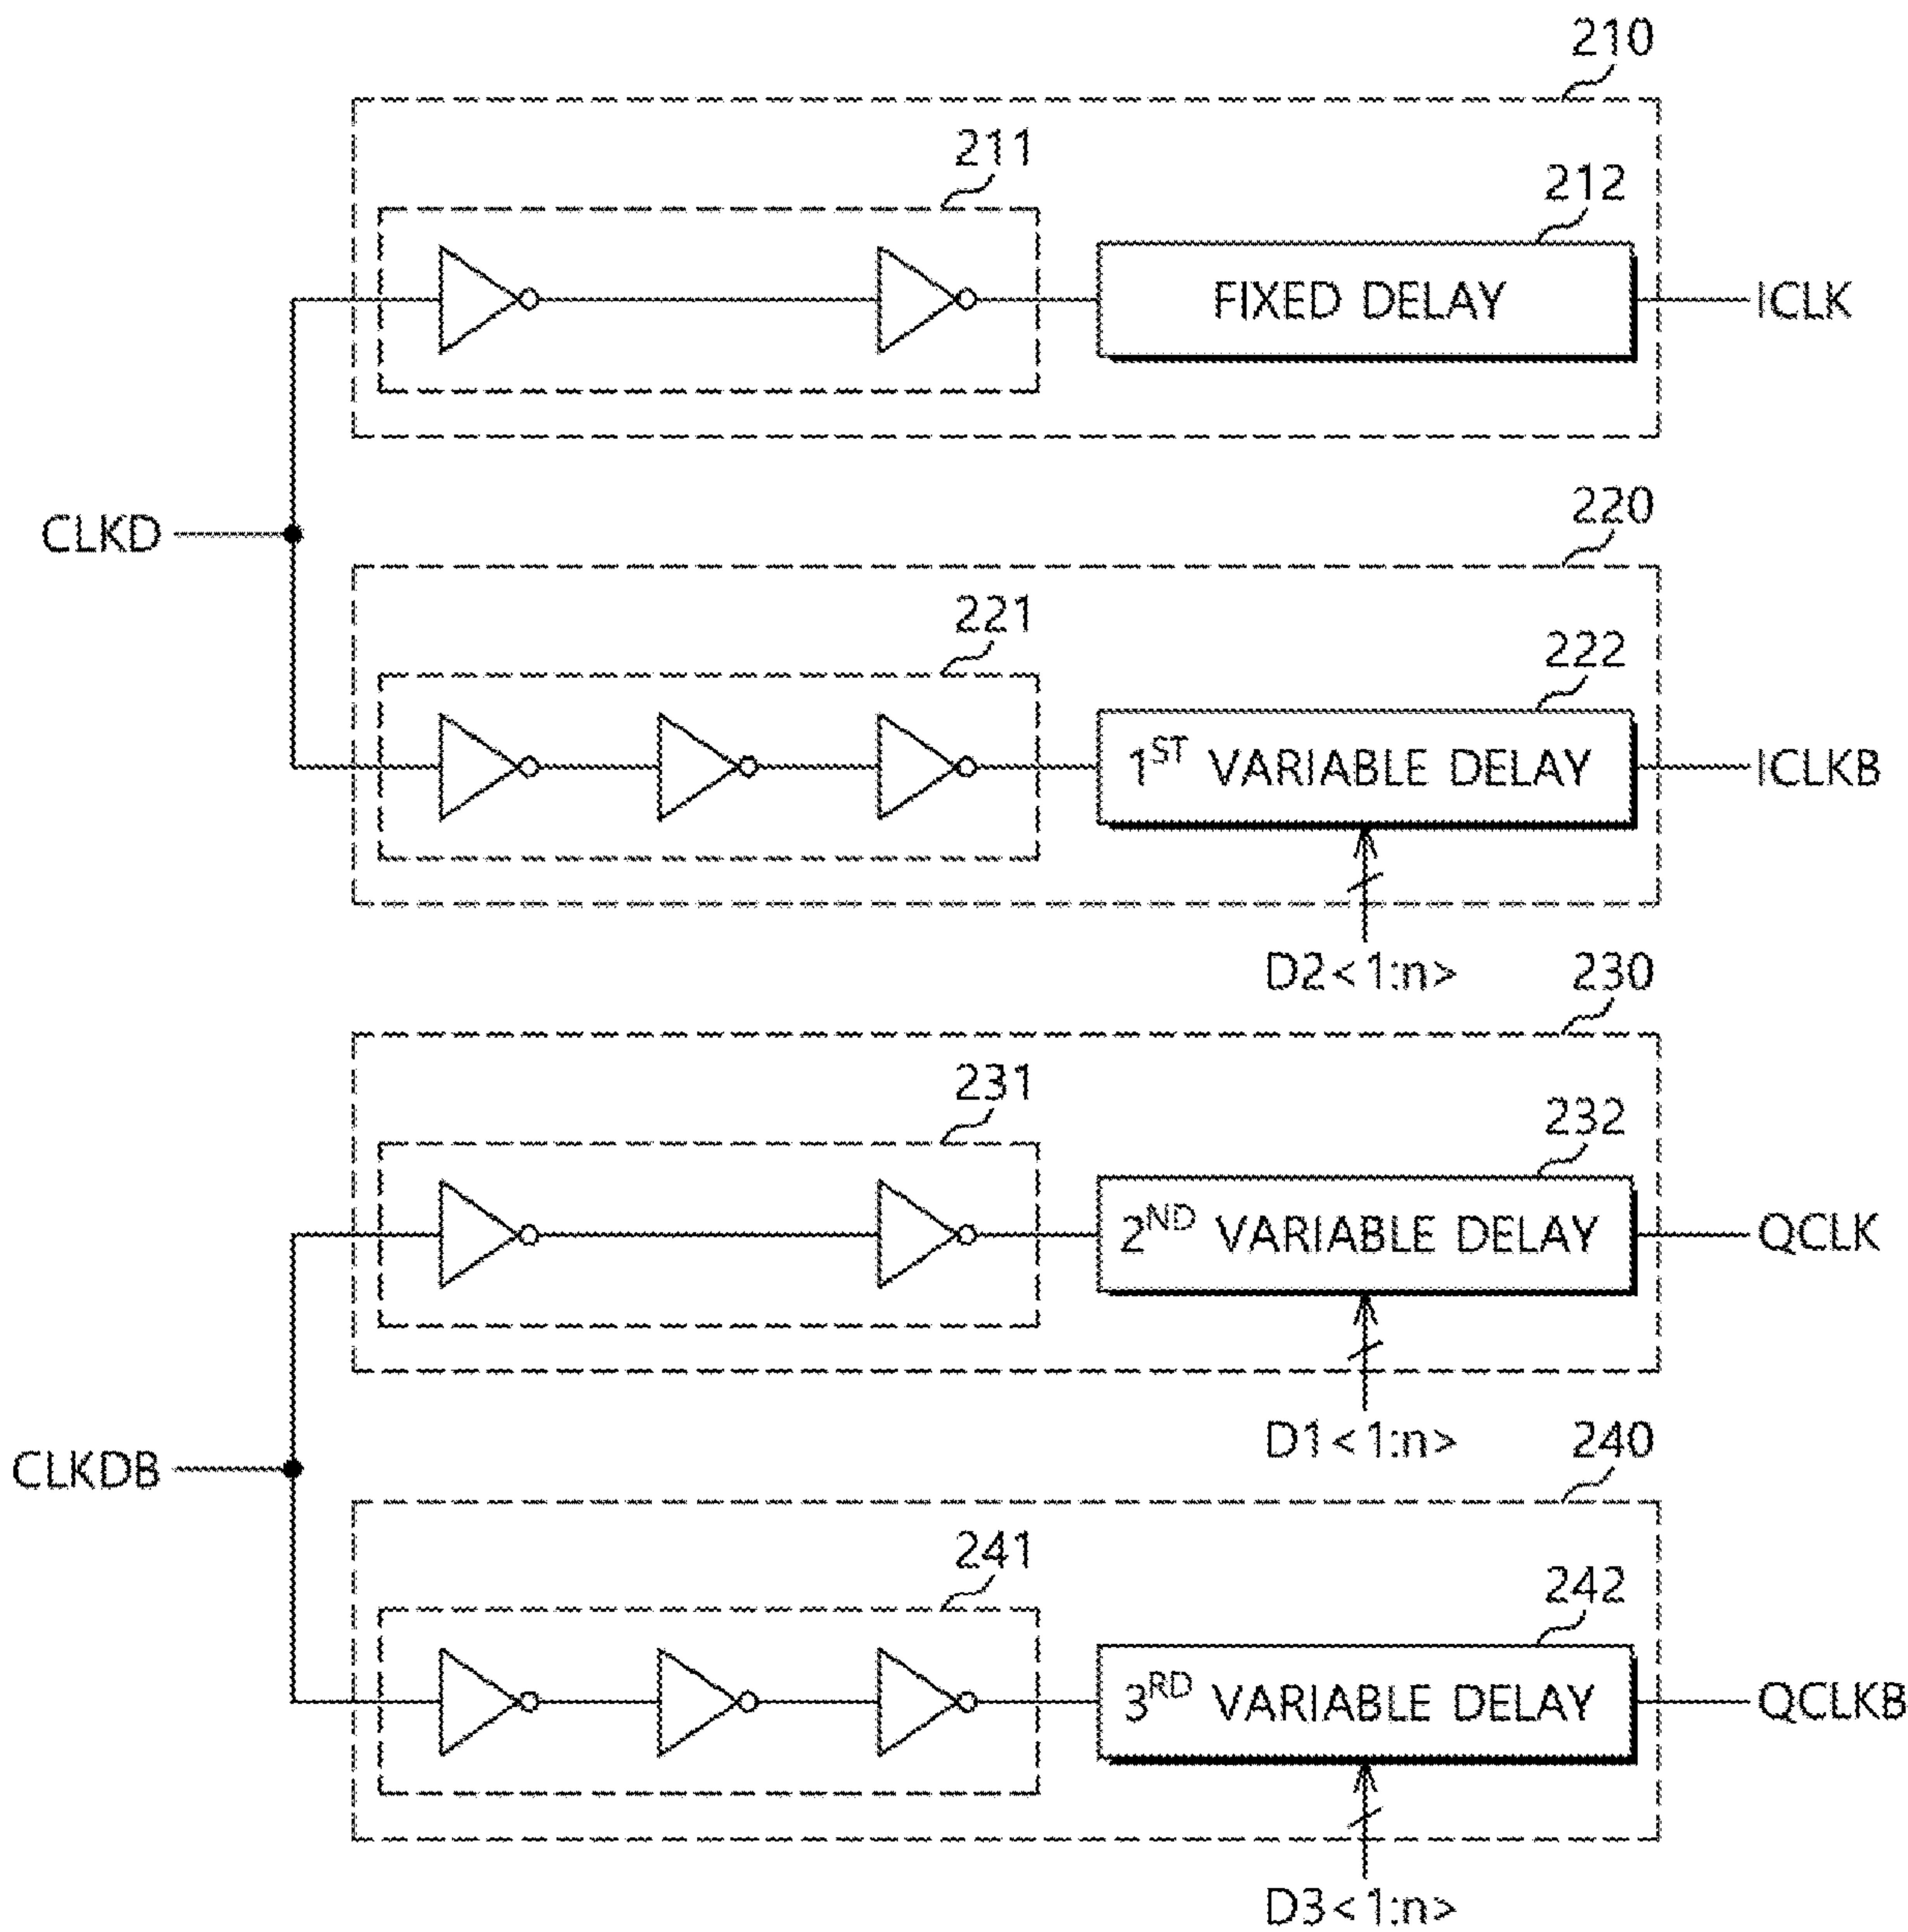 210
211
212
FIXED DELAY
ICLK
CLKD
220
221
222
1ST VARIABLE DELAY
ICLKB
D2<1:n>
230
231
232
2ND VARIABLE DELAY
QCLK
D1<1:n>
CLKDB
240
241
242
3RD VARIABLE DELAY
QCLKB
D3<1:n>